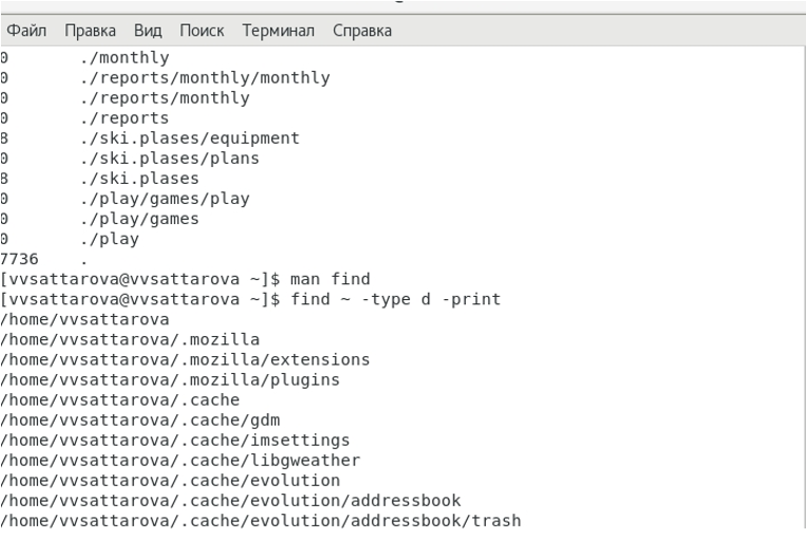 Файл Правка Вид Поиск Терминал Справка
0 ./monthly
0 ./reports/monthly/monthly
0 ./reports/monthly
0 ./reports
8 ./ski.plases/equipment
0 ./ski.plases/plans
8 ./ski.plases
0 ./play/games/play
0 ./play/games
0 ./play
7736 .
[vvsattarova@vvsattarova ~]$ man find
[vvsattarova@vvsattarova ~]$ find ~ -type d -print
/home/vvsattarova
/home/vvsattarova/.mozilla
/home/vvsattarova/.mozilla/extensions
/home/vvsattarova/.mozilla/plugins
/home/vvsattarova/.cache
/home/vvsattarova/.cache/gdm
/home/vvsattarova/.cache/imsettings
/home/vvsattarova/.cache/libgweather
/home/vvsattarova/.cache/evolution
/home/vvsattarova/.cache/evolution/addressbook
/home/vvsattarova/.cache/evolution/addressbook/trash